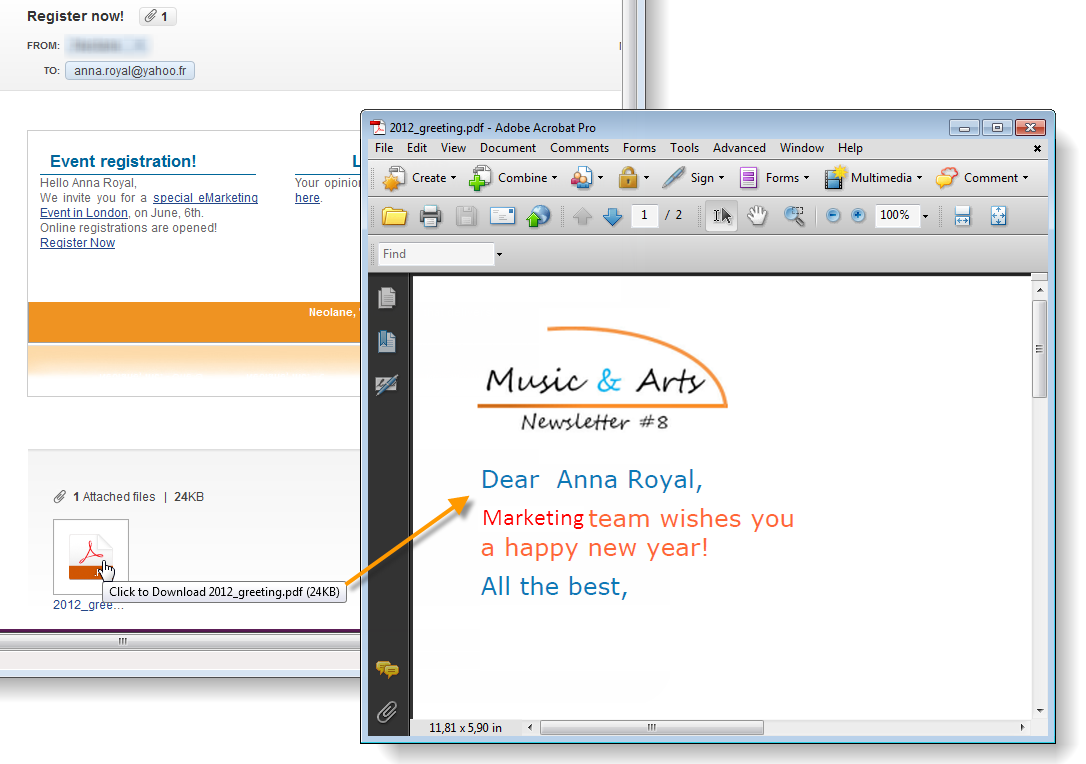 Register now! 1
FROM:
TO: anna.royal@yahoo.fr
Event registration!
Hello Anna Royal,
We invite you for a special eMarketing
Event in London, on June, 6th.
Online registrations are opened!
Register Now
L
Your opinion
here.
Neolane,
1 Attached files | 24KB
Click to Download 2012_greeting.pdf (24KB)
2012_gree...
2012_greeting.pdf - Adobe Acrobat Pro
File Edit View Document Comments Forms Tools Advanced Window Help
Create Combine Sign Forms Multimedia Comment
1 / 2 100%
Find
Music & Arts
Newsletter #8
Dear Anna Royal,
Marketing team wishes you
a happy new year!
All the best,
11,81 x 5,90 in